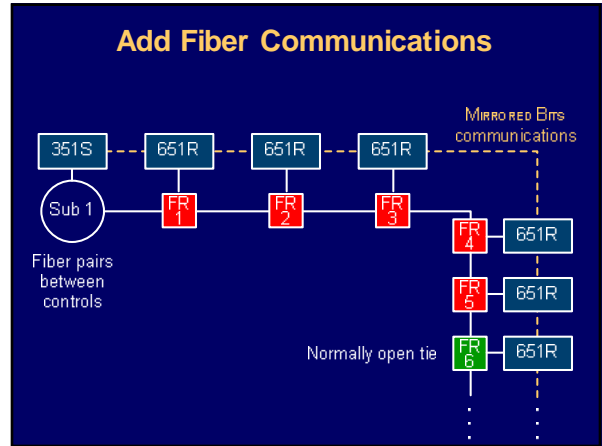 Add Fiber Communications
MIRRORED BITS
communications
351S
651R
651R
651R
Sub 1
FR
1
FR
2
FR
3
FR
4
651R
Fiber pairs
between
controls
FR
5
651R
Normally open tie
FR
6
651R